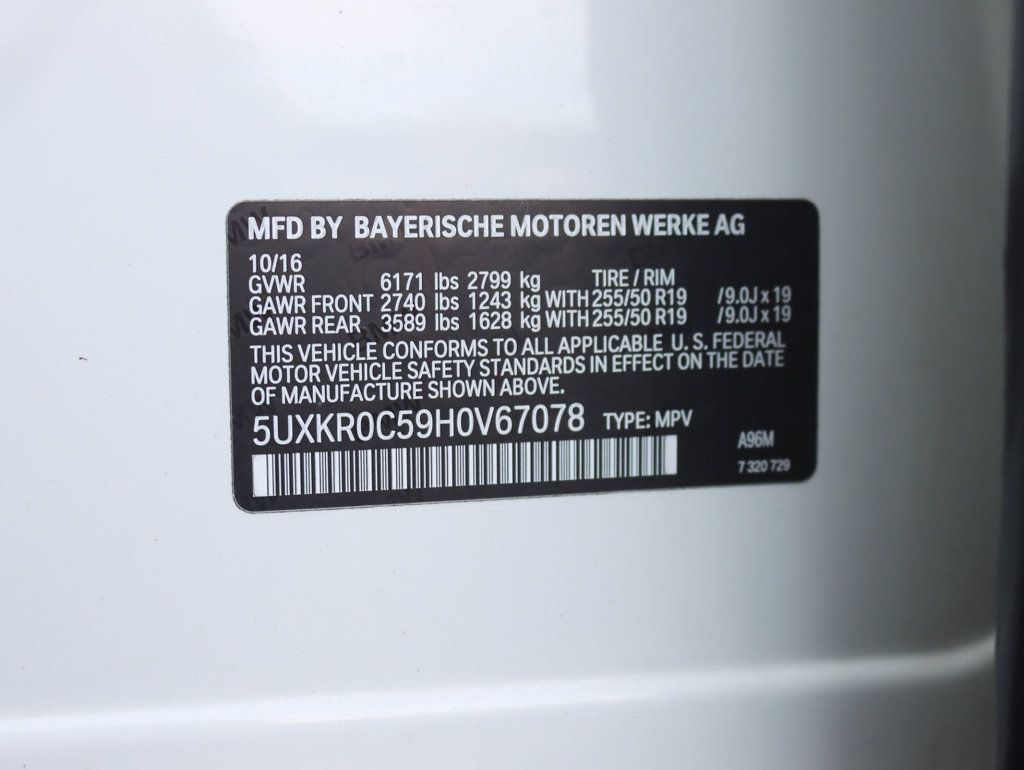 MFD BY BAYERISCHE MOTOREN WERKE AG
10/16
GVWR 6171 lbs 2799 kg TIRE / RIM
GAWR FRONT 2740 lbs 1243 kg WITH 255/50 R19 /9.0J x 19
GAWR REAR 3589 lbs 1628 kg WITH 255/50 R19 /9.0J x 19
THIS VEHICLE CONFORMS TO ALL APPLICABLE U. S. FEDERAL
MOTOR VEHICLE SAFETY STANDARDS IN EFFECT ON THE DATE
OF MANUFACTURE SHOWN ABOVE.
5UXKR0C59H0V67078 TYPE: MPV
A96M
7 320 729